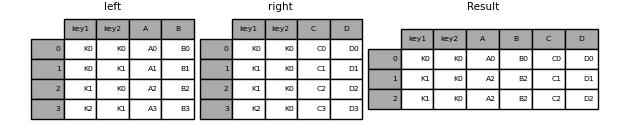 left
key1 key2 A B
0 K0 K0 A0 B0
1 K0 K1 A1 B1
2 K1 K0 A2 B2
3 K2 K1 A3 B3
right
key1 key2 C D
0 K0 K0 C0 D0
1 K1 K0 C1 D1
2 K1 K0 C2 D2
3 K2 K0 C3 D3
Result
key1 key2 A B C D
0 K0 K0 A0 B0 C0 D0
1 K1 K0 A2 B2 C1 D1
2 K1 K0 A2 B2 C2 D2